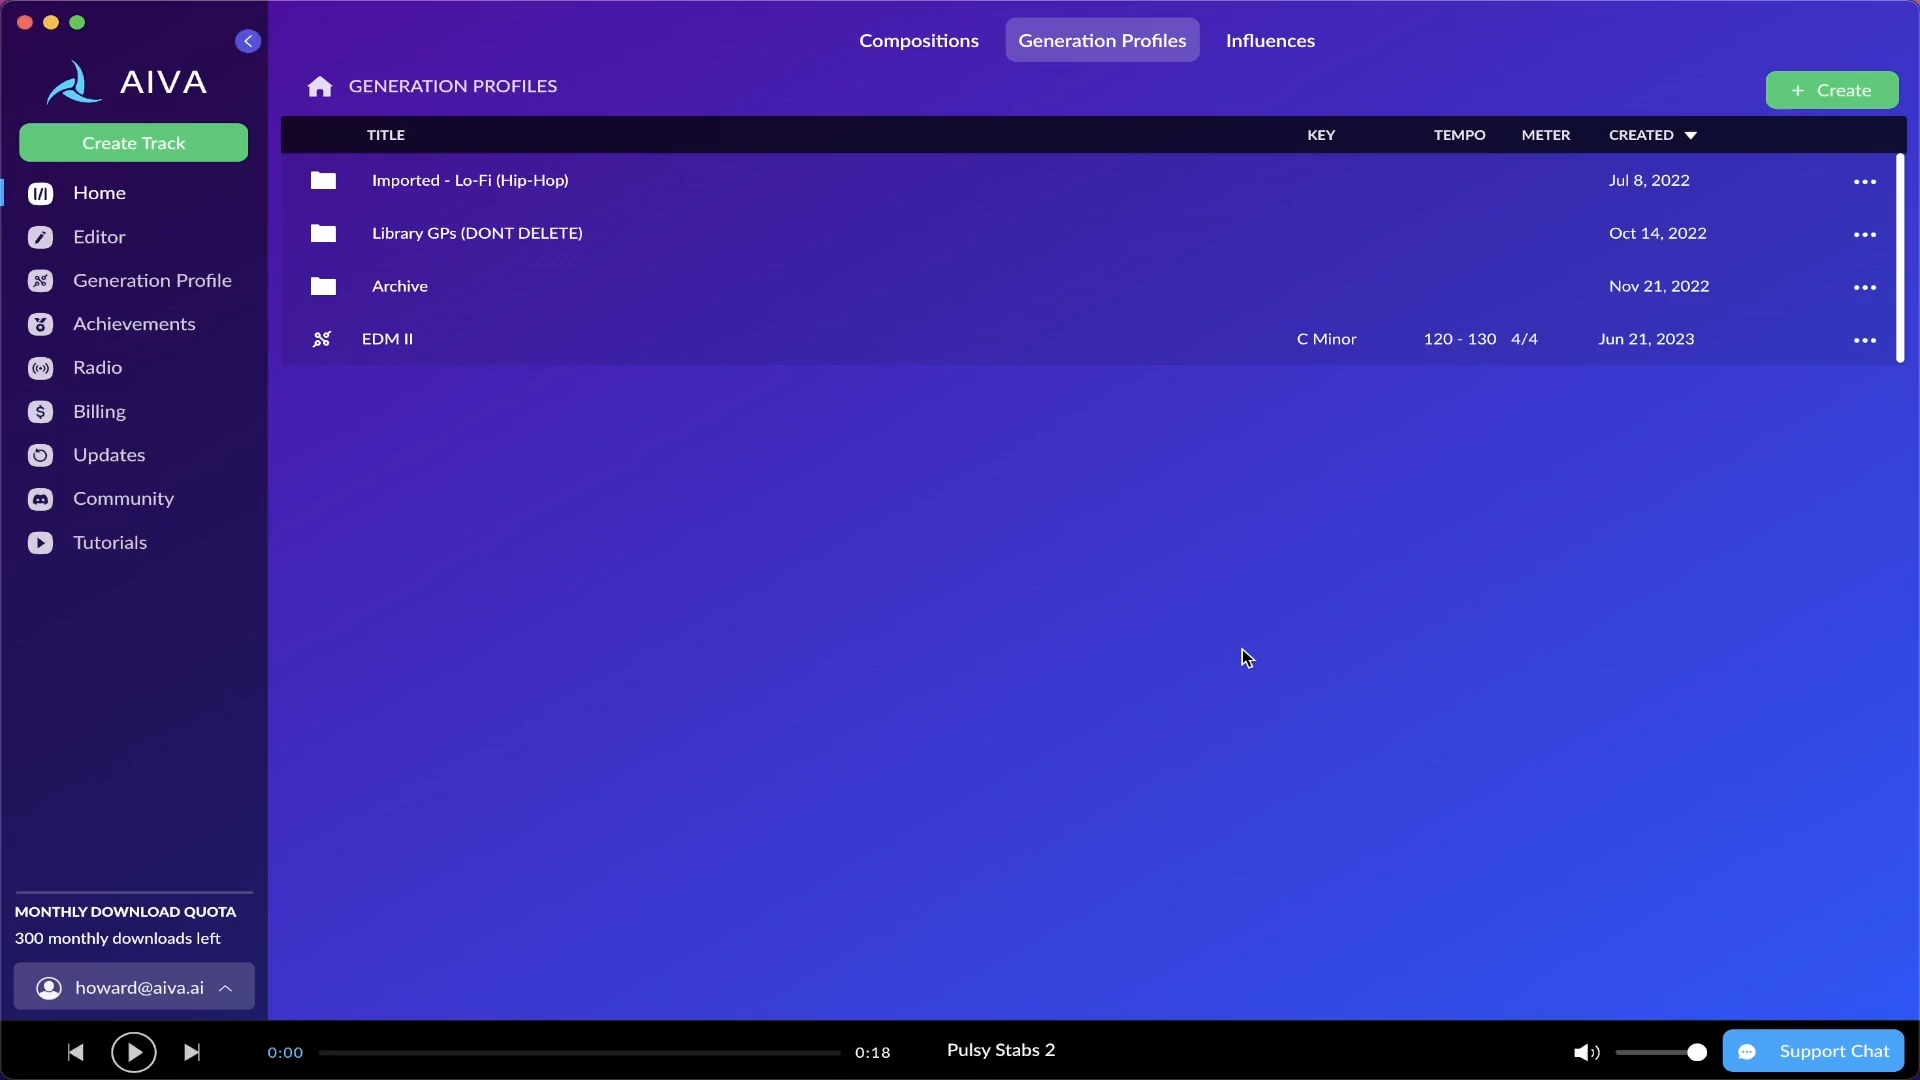 AIVA
Create Track
Home
Editor
Generation Profile
Achievements
Radio
Billing
Updates
Community
Tutorials
MONTHLY DOWNLOAD QUOTA
300 monthly downloads left
howard@aiva.ai
Compositions Generation Profiles Influences
GENERATION PROFILES
+ Create
TITLE KEY TEMPO METER CREATED
Imported - Lo-Fi (Hip-Hop) Jul 8, 2022
Library GPs (DONT DELETE) Oct 14, 2022
Archive Nov 21, 2022
EDM II C Minor 120 - 130 4/4 Jun 21, 2023
0:00 0:18 Pulsy Stabs 2 Support Chat